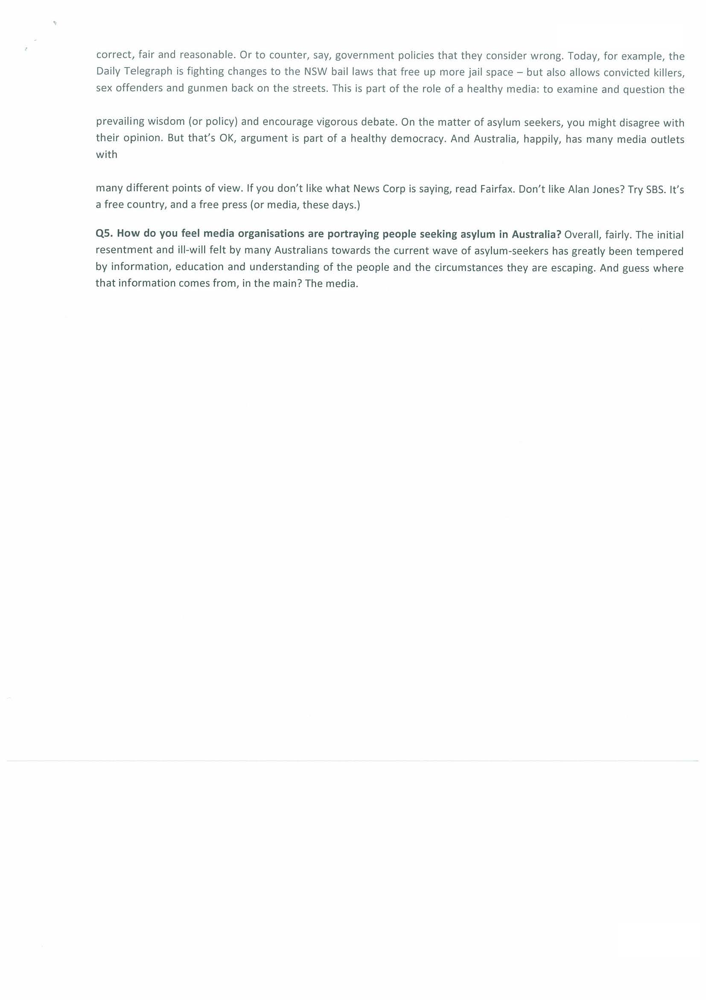 correct, fair and reasonable. Or to counter, say, government policies that they consider wrong. Today, for example, the
Daily Telegraph is fighting changes to the NSW bail laws that free up more jail space – but also allows convicted killers,
sex offenders and gunmen back on the streets. This is part of the role of a healthy media: to examine and question the
prevailing wisdom (or policy) and encourage vigorous debate. On the matter of asylum seekers, you might disagree with
their opinion. But that's OK, argument is part of a healthy democracy. And Australia, happily, has many media outlets
with
many different points of view. If you don't like what News Corp is saying, read Fairfax. Don't like Alan Jones? Try SBS. It's
a free country, and a free press (or media, these days.)
Q5. How do you feel media organisations are portraying people seeking asylum in Australia? Overall, fairly. The initial
resentment and ill-will felt by many Australians towards the current wave of asylum-seekers has greatly been tempered
by information, education and understanding of the people and the circumstances they are escaping. And guess where
that information comes from, in the main? The media.